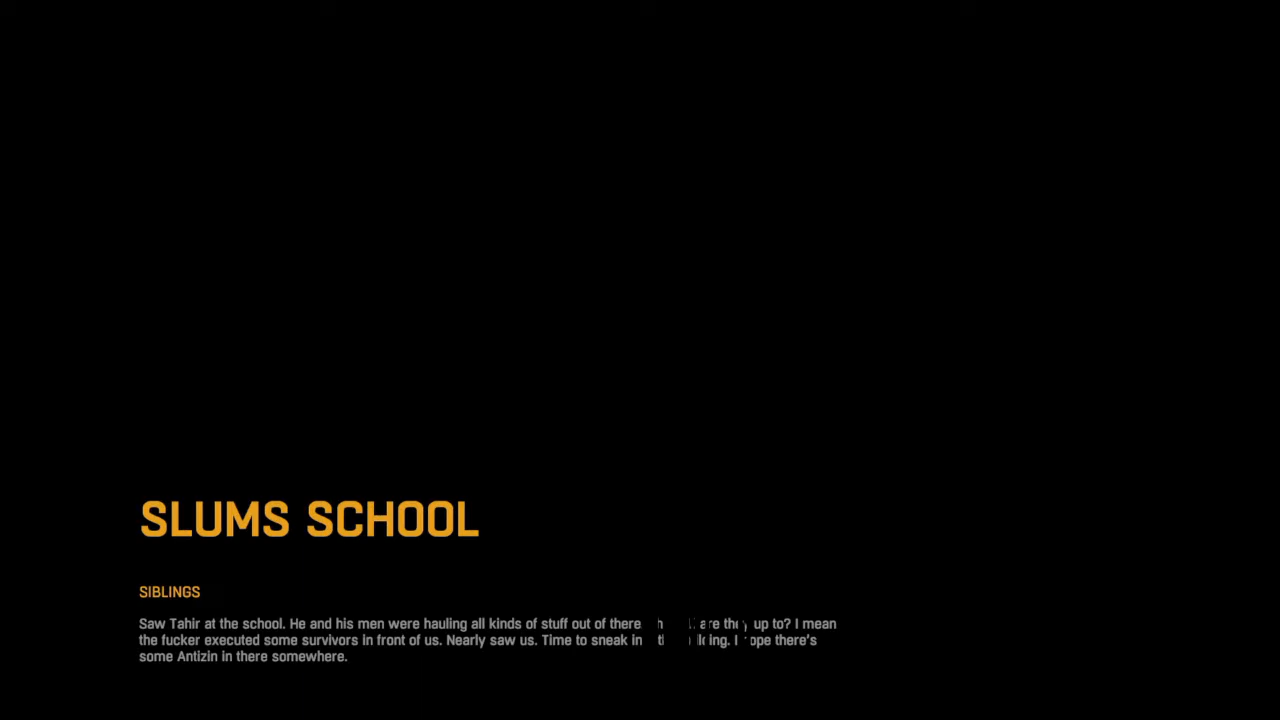 SLUMS SCHOOL
SIBLINGS
Saw Tahir at the school. He and his men were hauling all kinds of stuff out of there are they up to? I mean
the fucker executed some survivors in front of us. Nearly saw us. Time to sneak in there's
some Antizin in there somewhere.